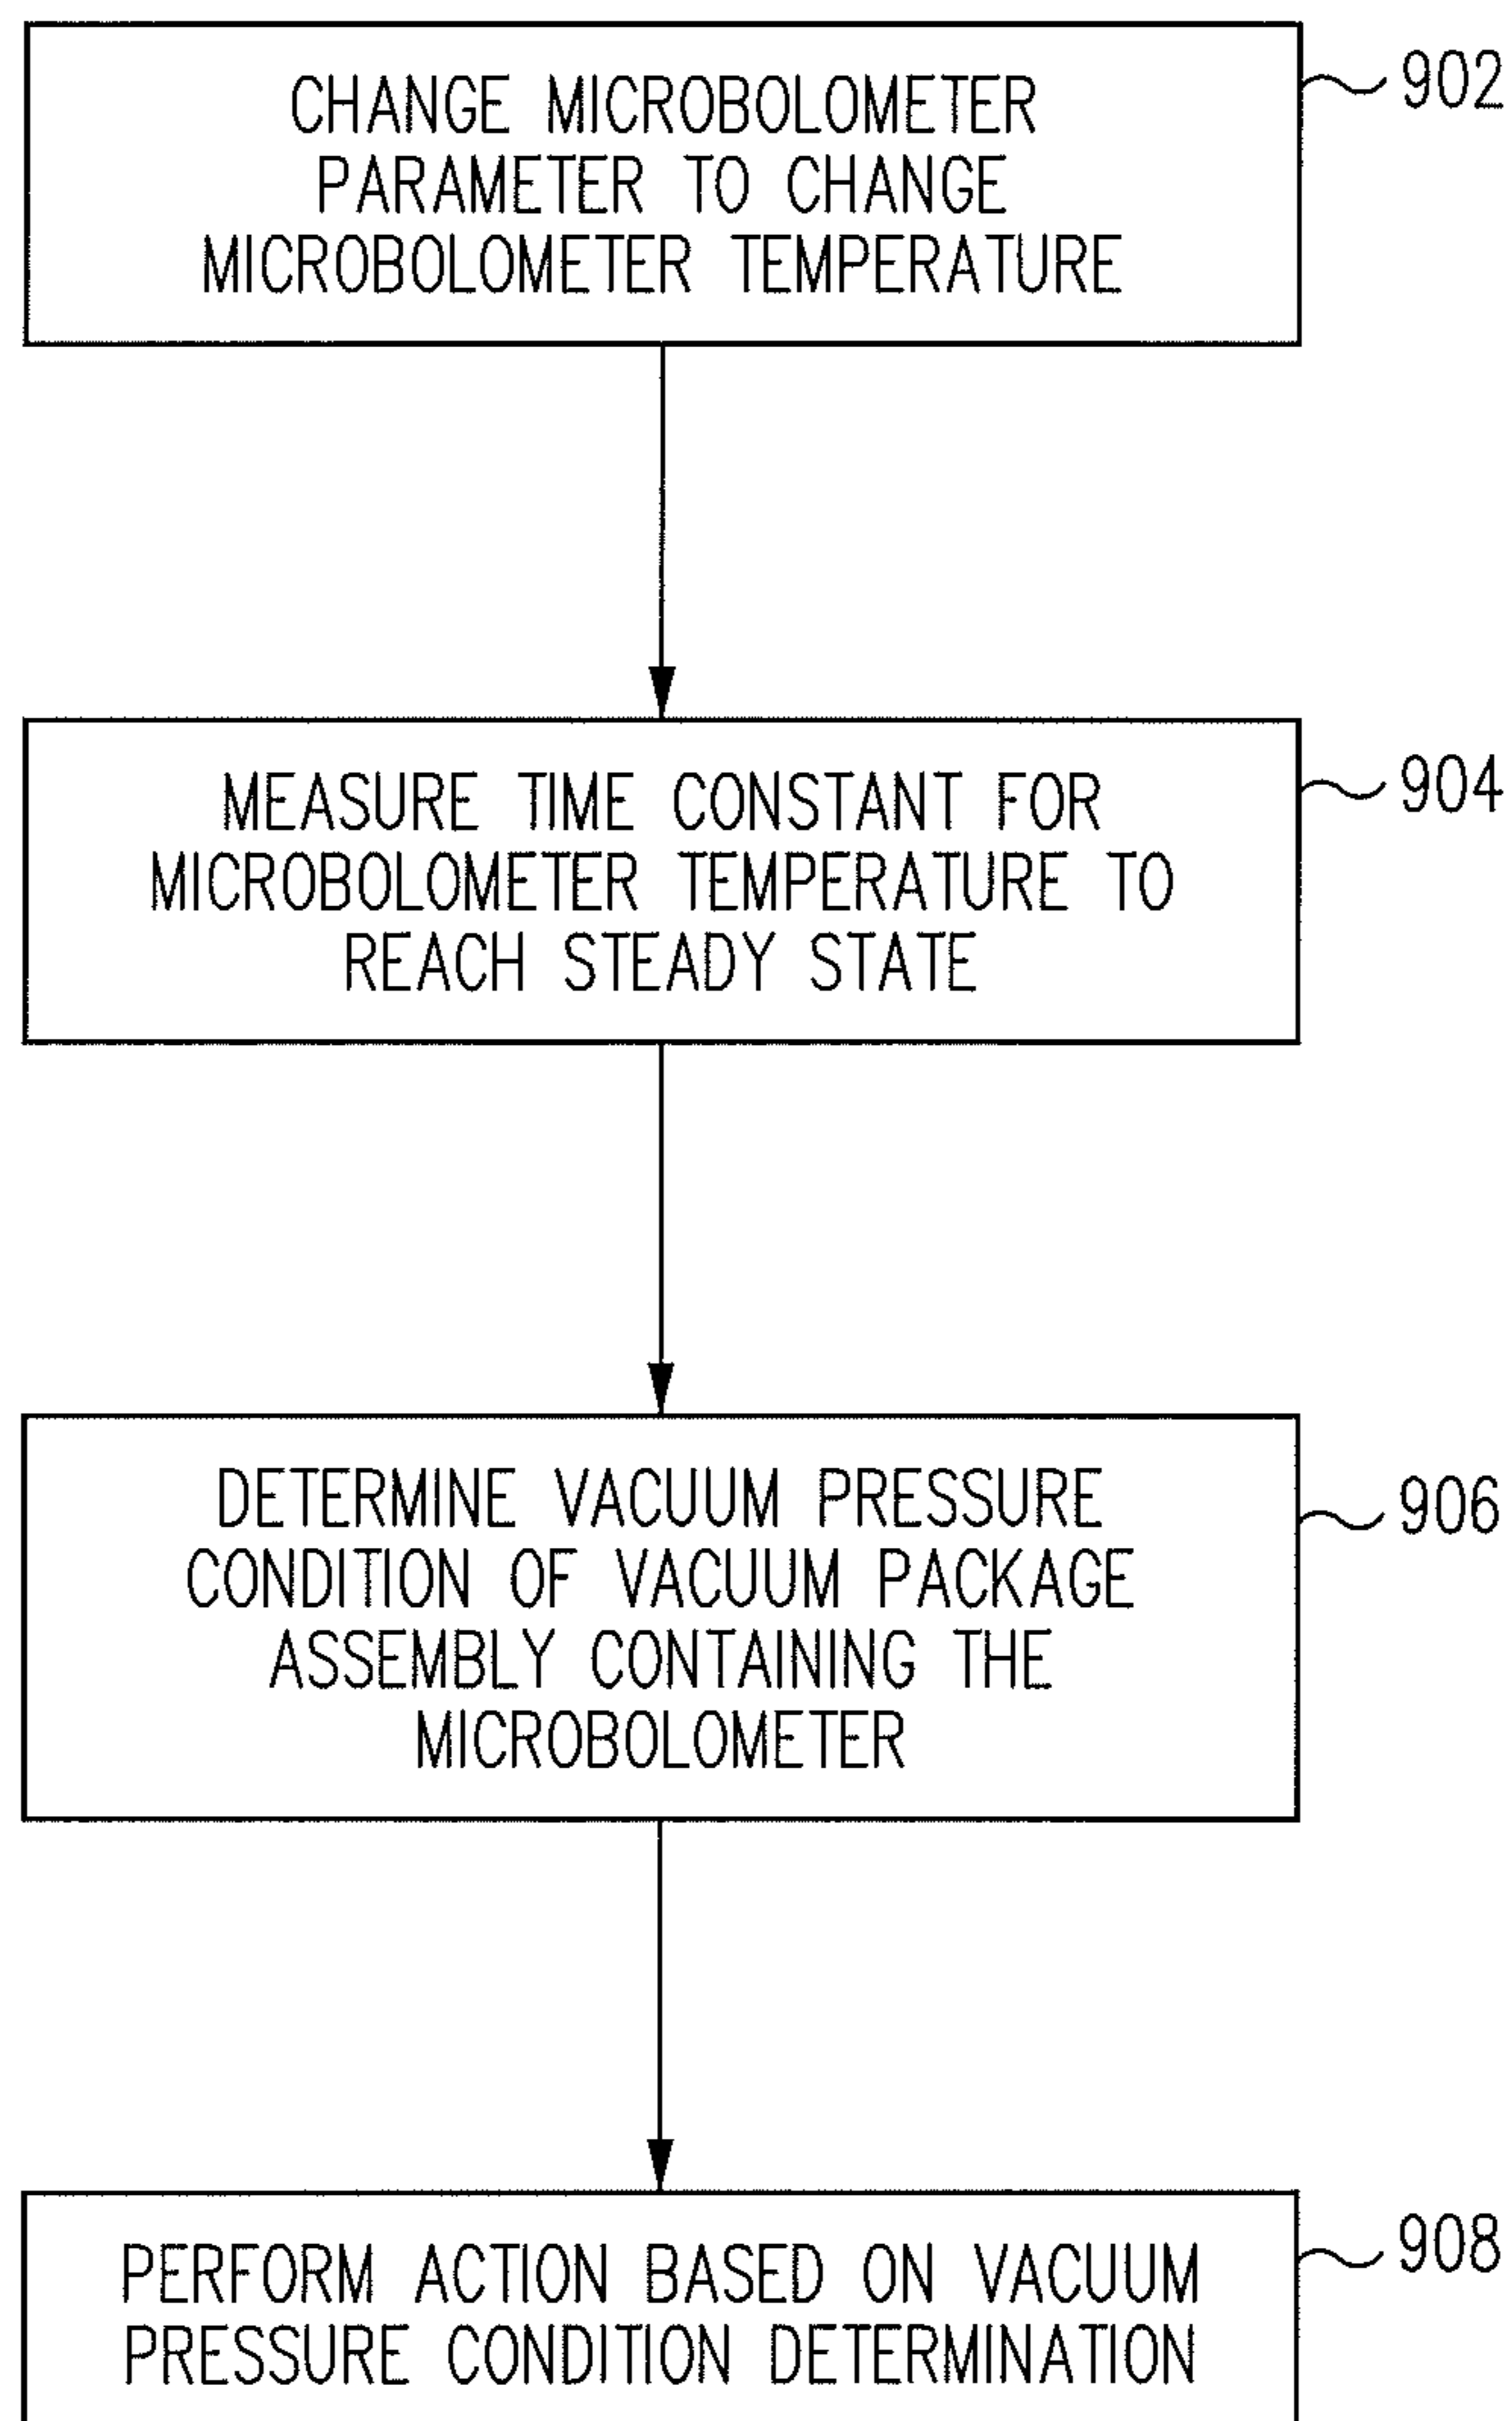 CHANGE MICROBOLOMETER
PARAMETER TO CHANGE
MICROBOLOMETER TEMPERATURE
902
MEASURE TIME CONSTANT FOR
MICROBOLOMETER TEMPERATURE TO
REACH STEADY STATE
904
DETERMINE VACUUM PRESSURE
CONDITION OF VACUUM PACKAGE
ASSEMBLY CONTAINING THE
MICROBOLOMETER
906
PERFORM ACTION BASED ON VACUUM
PRESSURE CONDITION DETERMINATION
908